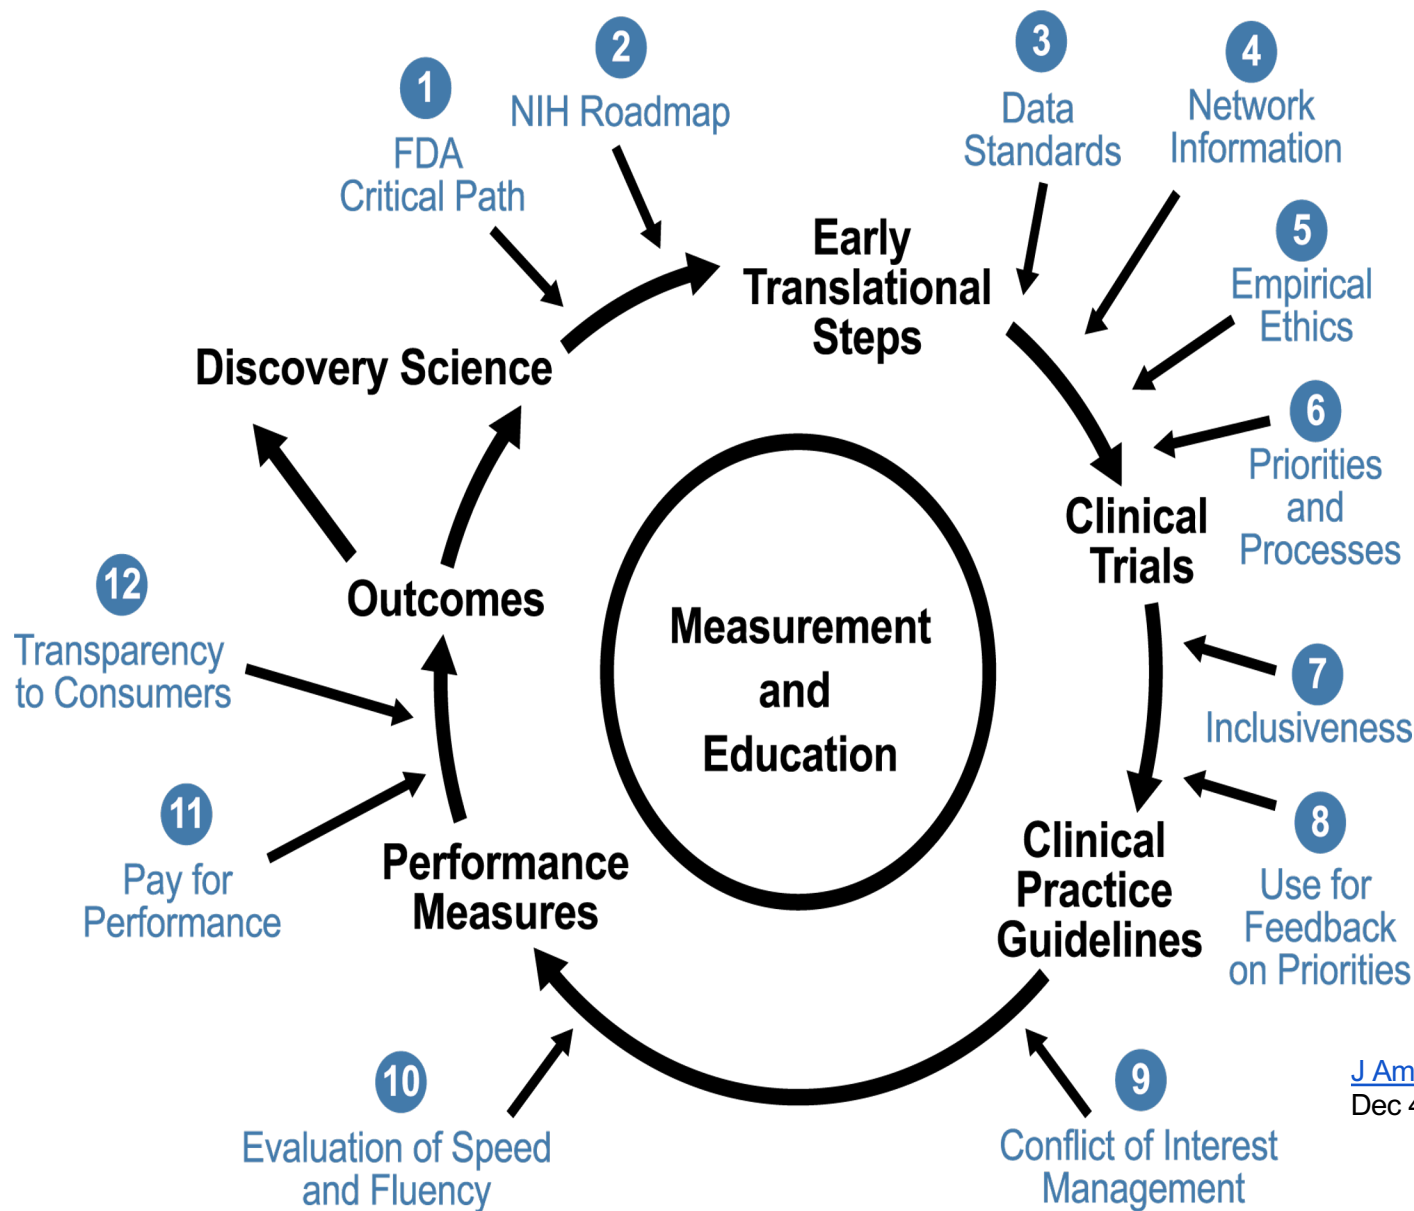 1
FDA
Critical Path
2
NIH Roadmap
3
Data
Standards
4
Network
Information
5
Empirical
Ethics
6
Priorities
and
Processes
7
Inclusiveness
8
Use for
Feedback
on Priorities
9
Conflict of Interest
Management
10
Evaluation of Speed
and Fluency
11
Pay for
Performance
12
Transparency
to Consumers
Early
Translational
Steps
Clinical
Trials
Clinical
Practice
Guidelines
Performance
Measures
Outcomes
Discovery Science
Measurement
and
Education
J Am
Dec 4